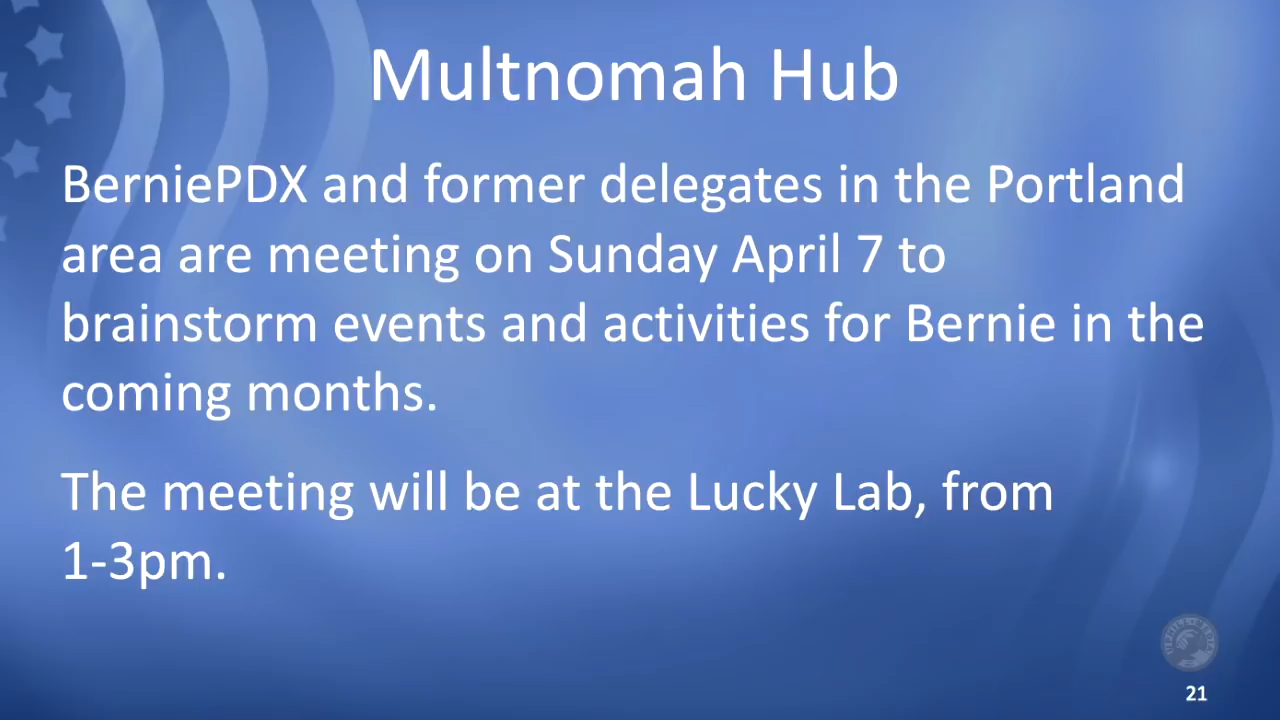 Multnomah Hub
BerniePDX and former delegates in the Portland
area are meeting on Sunday April 7 to
brainstorm events and activities for Bernie in the
coming months.
The meeting will be at the Lucky Lab, from
1-3pm.
21